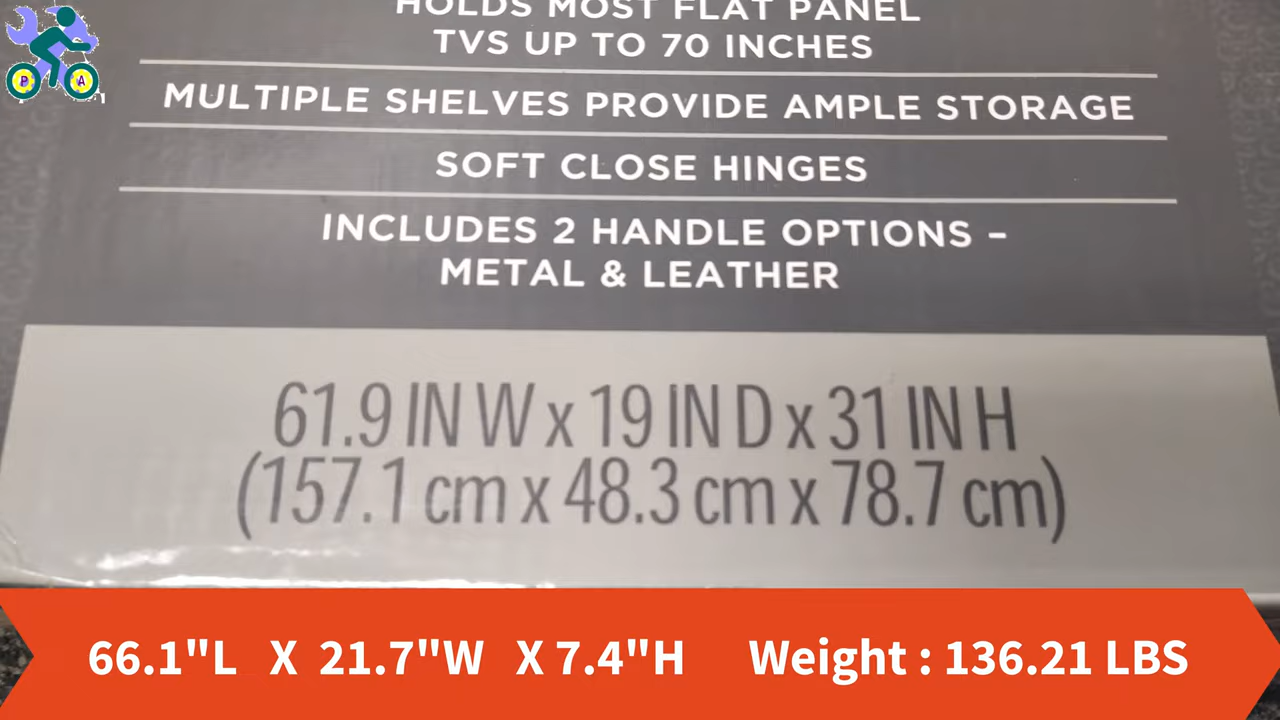 HOLDS MOST FLAT PANEL
TVS UP TO 70 INCHES
MULTIPLE SHELVES PROVIDE AMPLE STORAGE
SOFT CLOSE HINGES
INCLUDES 2 HANDLE OPTIONS –
METAL & LEATHER
61.9 IN W x 19 IN D x 31 IN H
(157.1 cm x 48.3 cm x 78.7 cm)
66.1"L X 21.7"W X 7.4"H Weight : 136.21 LBS
P A